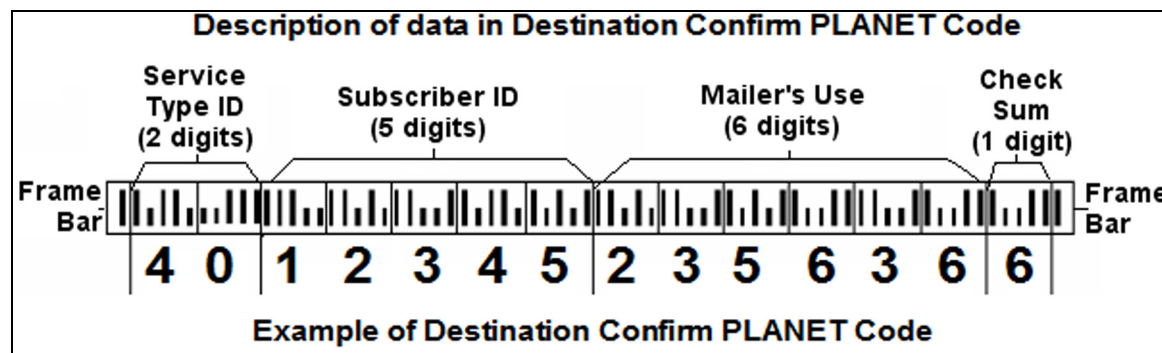 Description of data in Destination Confirm PLANET Code
Service
Type ID
(2 digits)
Subscriber ID
(5 digits)
Mailer's Use
(6 digits)
Check
Sum
(1 digit)
Frame
Bar
Frame
Bar
4 0 1 2 3 4 5 2 3 5 6 3 6 6
Example of Destination Confirm PLANET Code